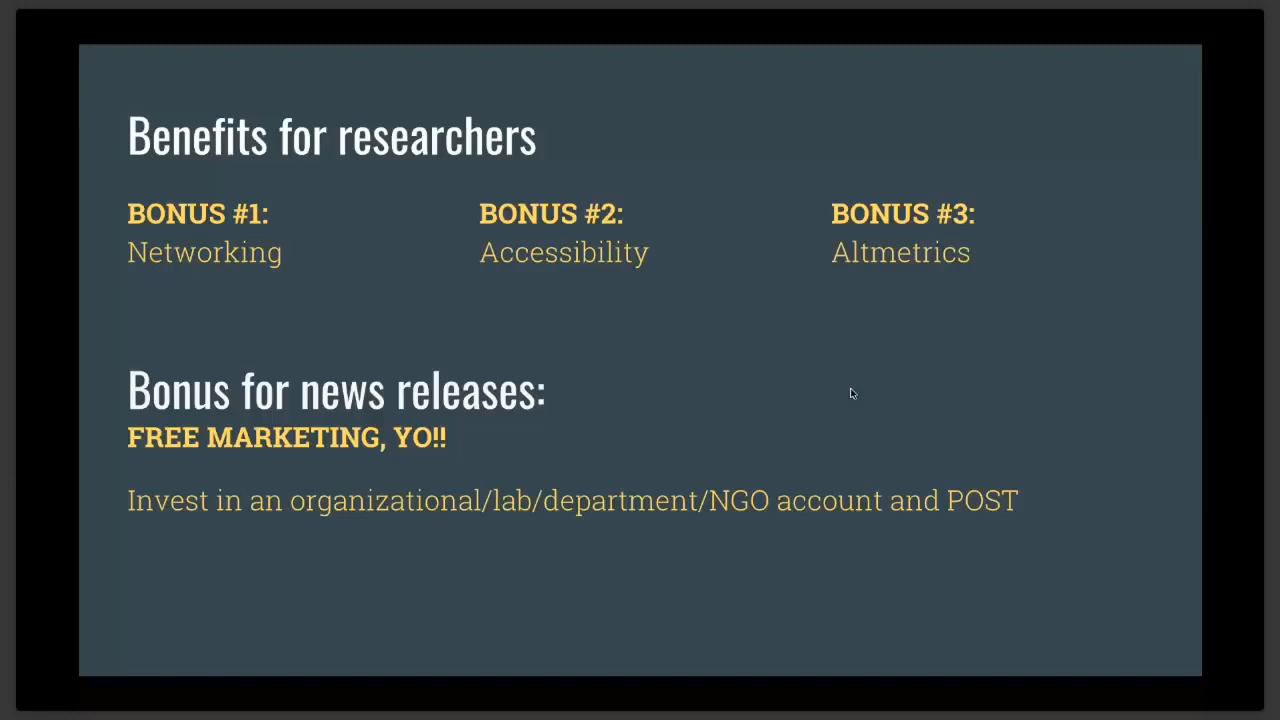 Benefits for researchers
BONUS #1:
Networking
BONUS #2:
Accessibility
BONUS #3:
Altmetrics
Bonus for news releases:
FREE MARKETING, YO!!
Invest in an organizational/lab/department/NGO account and POST